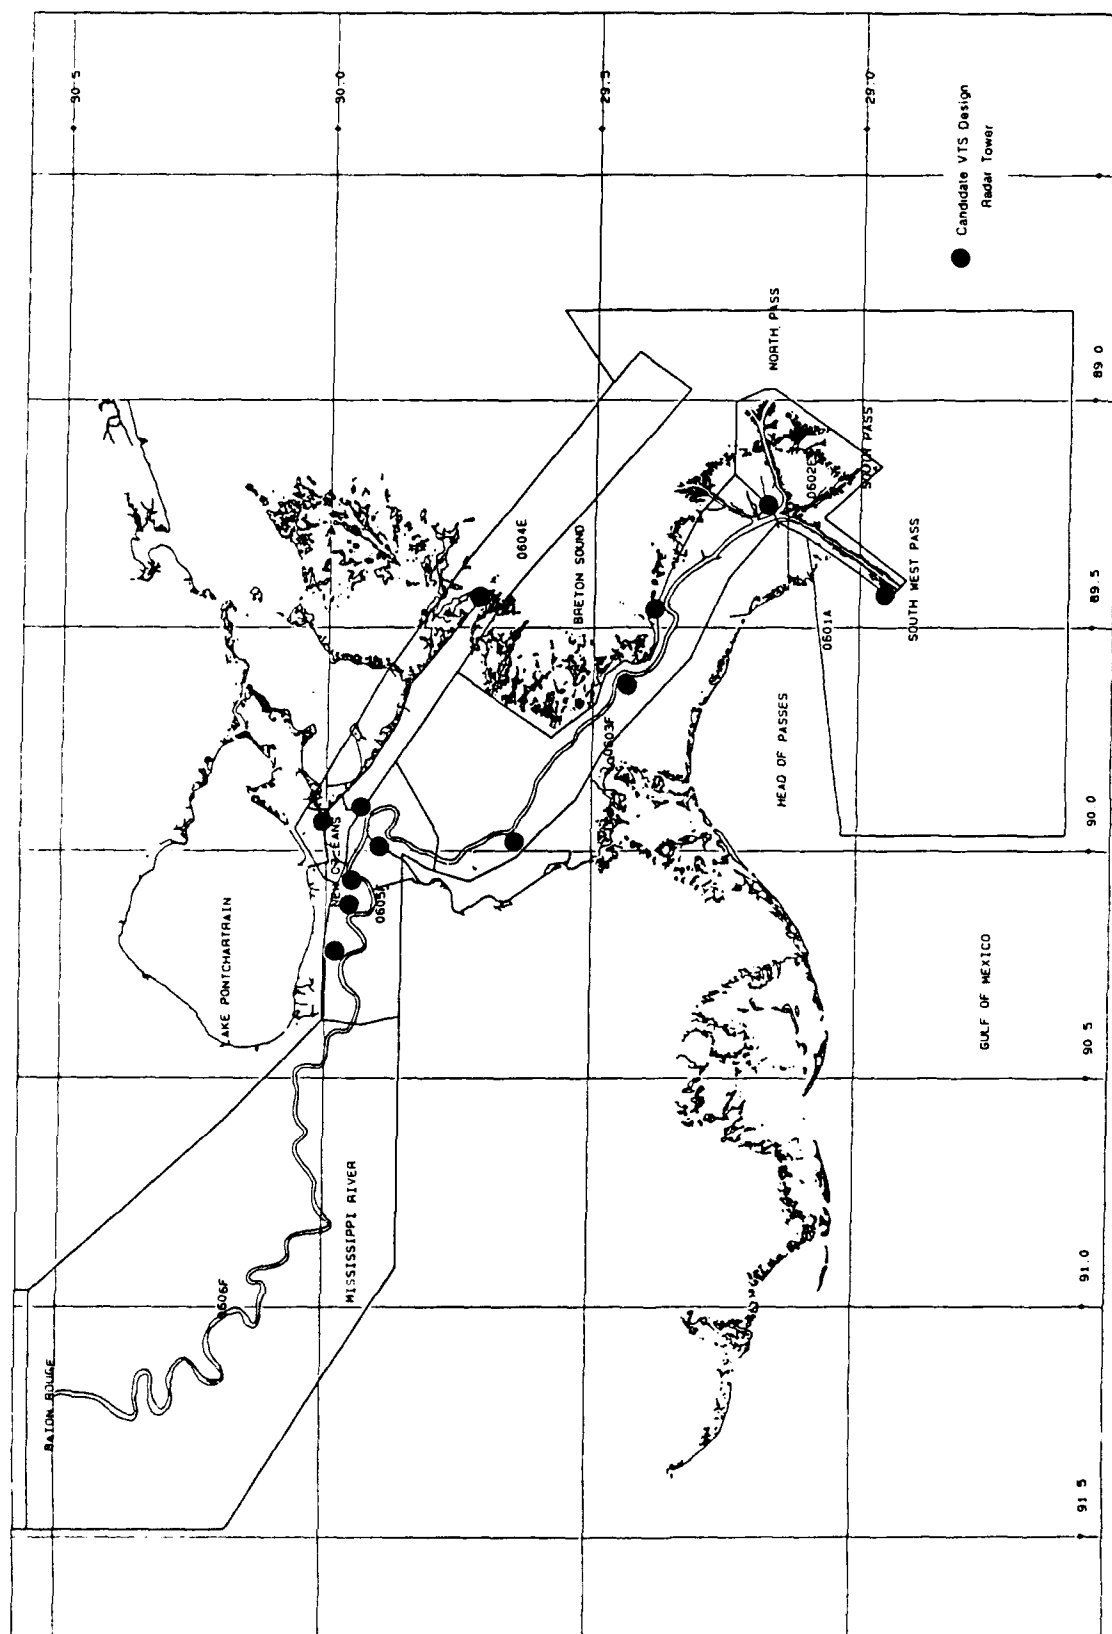 30.5
30.0
29.5
29.0
Candidate VTS Design
Radar Tower
NORTH PASS
89 0
SOUTH PASS
0602E
0604E
BRETON SOUND
89.5
SOUTH WEST PASS
0601A
0603F
HEAD OF PASSES
90 0
NEW ORLEANS
0605F
LAKE PONTCHARTRAIN
GULF OF MEXICO
90 5
MISSISSIPPI RIVER
91.0
0606F
BATON ROUGE
91 5